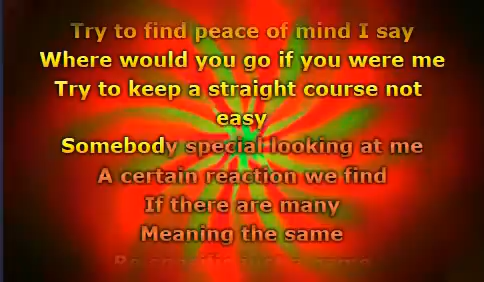 Try to find peace of mind I say
Where would you go if you were me
Try to keep a straight course not
easy
Somebody special looking at me
A certain reaction we find
If there are many
Meaning the same